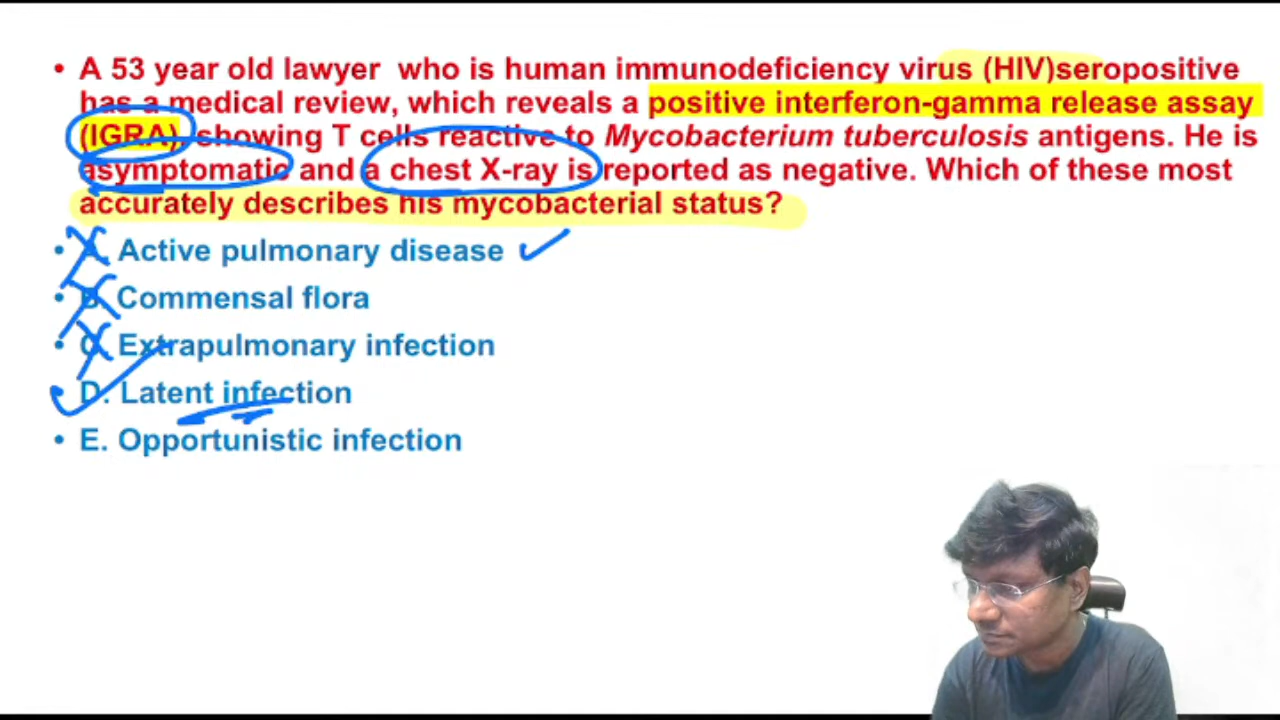 • A 53 year old lawyer who is human immunodeficiency virus (HIV)seropositive
has a medical review, which reveals a positive interferon-gamma release assay
(IGRA), showing T cells reactive to Mycobacterium tuberculosis antigens. He is
asymptomatic and a chest X-ray is reported as negative. Which of these most
accurately describes his mycobacterial status?
• A. Active pulmonary disease
• B. Commensal flora
• C. Extrapulmonary infection
• D. Latent infection
• E. Opportunistic infection